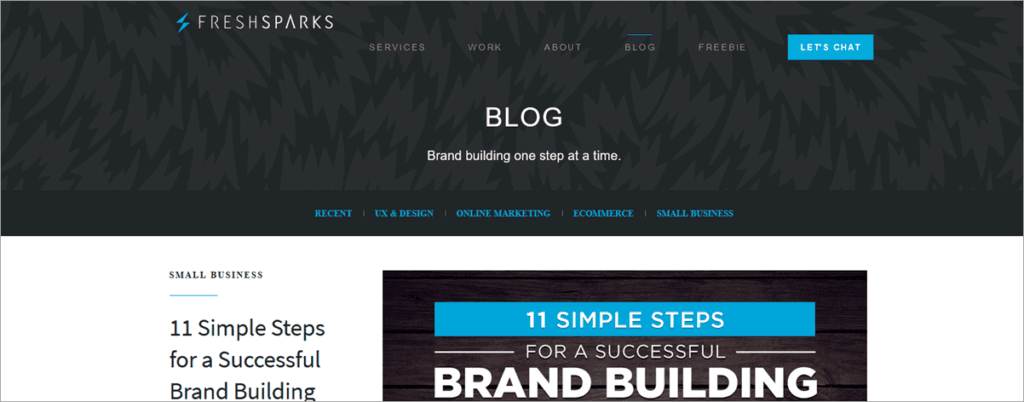 FRESHSPARKS
SERVICES WORK ABOUT BLOG FREEBIE LET'S CHAT
BLOG
Brand building one step at a time.
RECENT | UX & DESIGN | ONLINE MARKETING | ECOMMERCE | SMALL BUSINESS
SMALL BUSINESS
11 Simple Steps
for a Successful
Brand Building
11 SIMPLE STEPS
FOR A SUCCESSFUL
BRAND BUILDING